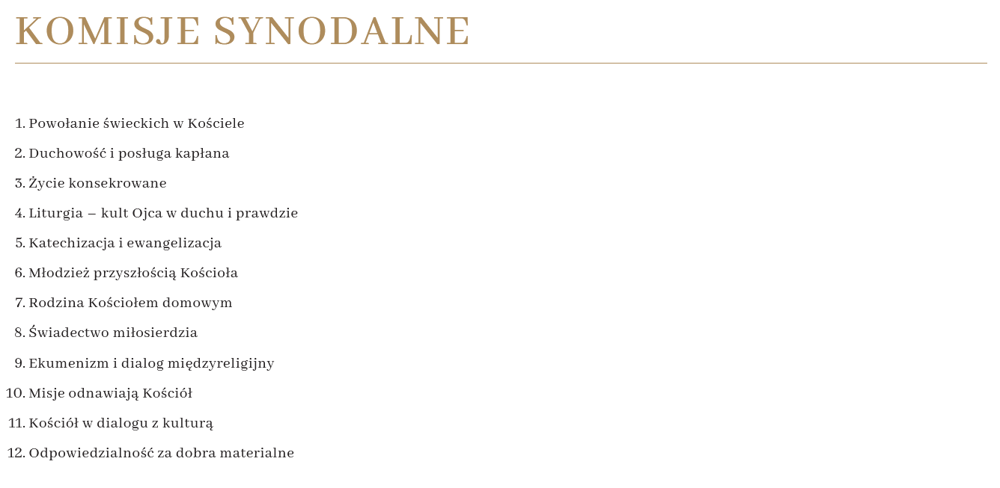 KOMISJE SYNODALNE
1. Powołanie świeckich w Kościele
2. Duchowość i posługa kapłana
3. Życie konsekrowane
4. Liturgia – kult Ojca w duchu i prawdzie
5. Katechizacja i ewangelizacja
6. Młodzież przyszłością Kościoła
7. Rodzina Kościołem domowym
8. Świadectwo miłosierdzia
9. Ekumenizm i dialog międzyreligijny
10. Misje odnawiają Kościół
11. Kościół w dialogu z kulturą
12. Odpowiedzialność za dobra materialne